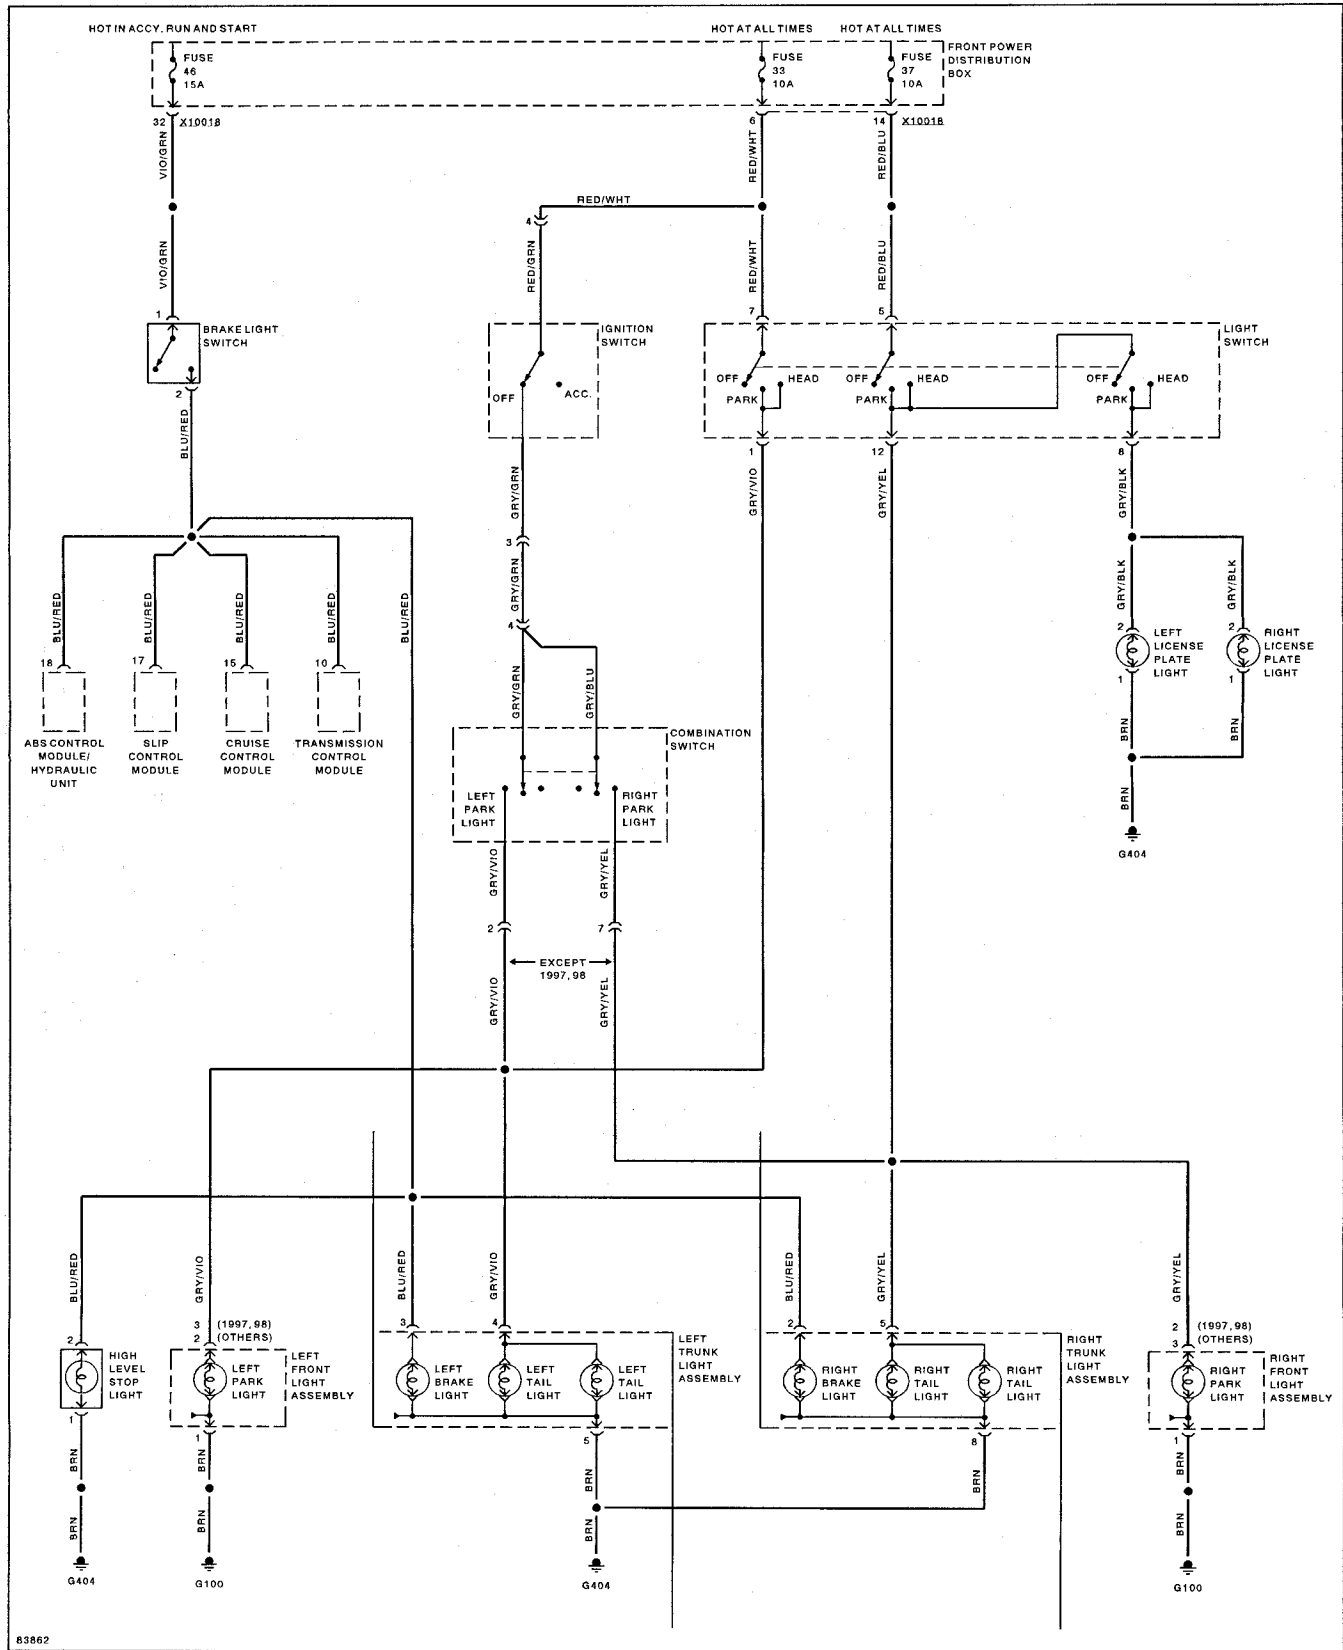 HOT IN ACCY. RUN AND START
HOT AT ALL TIMES
HOT AT ALL TIMES
FUSE
46
15A
FUSE
33
10A
FUSE
37
10A
FRONT POWER
DISTRIBUTION
BOX
32 X10018
6
14 X10018
VIO/GRN
RED/WHT
RED/BLU
RED/WHT
4
VIO/GRN
RED/GRN
RED/WHT
RED/BLU
1
7
5
BRAKE LIGHT
SWITCH
IGNITION
SWITCH
LIGHT
SWITCH
OFF
ACC.
OFF
HEAD
PARK
OFF
HEAD
PARK
OFF
HEAD
PARK
2
1
12
8
BLU/RED
GRY/GRN
GRY/VIO
GRY/YEL
GRY/BLK
3
GRY/GRN
4
BLU/RED
BLU/RED
BLU/RED
BLU/RED
BLU/RED
GRY/BLK
GRY/BLK
18
17
15
10
GRY/GRN
GRY/BLU
2
LEFT
LICENSE
PLATE
LIGHT
1
2
RIGHT
LICENSE
PLATE
LIGHT
1
ABS CONTROL
MODULE/
HYDRAULIC
UNIT
SLIP
CONTROL
MODULE
CRUISE
CONTROL
MODULE
TRANSMISSION
CONTROL
MODULE
COMBINATION
SWITCH
LEFT
PARK
LIGHT
RIGHT
PARK
LIGHT
BRN
BRN
BRN
G404
GRY/VIO
GRY/YEL
2
7
EXCEPT
1997, 98
GRY/VIO
GRY/YEL
BLU/RED
GRY/VIO
BLU/RED
GRY/VIO
BLU/RED
GRY/YEL
GRY/YEL
2
3 (1997, 98)
2 (OTHERS)
3
4
2
5
2 (1997, 98)
3 (OTHERS)
HIGH
LEVEL
STOP
LIGHT
LEFT
PARK
LIGHT
LEFT
FRONT
LIGHT
ASSEMBLY
LEFT
BRAKE
LIGHT
LEFT
TAIL
LIGHT
LEFT
TAIL
LIGHT
LEFT
TRUNK
LIGHT
ASSEMBLY
RIGHT
BRAKE
LIGHT
RIGHT
TAIL
LIGHT
RIGHT
TAIL
LIGHT
RIGHT
TRUNK
LIGHT
ASSEMBLY
RIGHT
PARK
LIGHT
RIGHT
FRONT
LIGHT
ASSEMBLY
1
1
5
8
1
BRN
BRN
BRN
BRN
BRN
BRN
BRN
BRN
BRN
G404
G100
G404
G100
83862